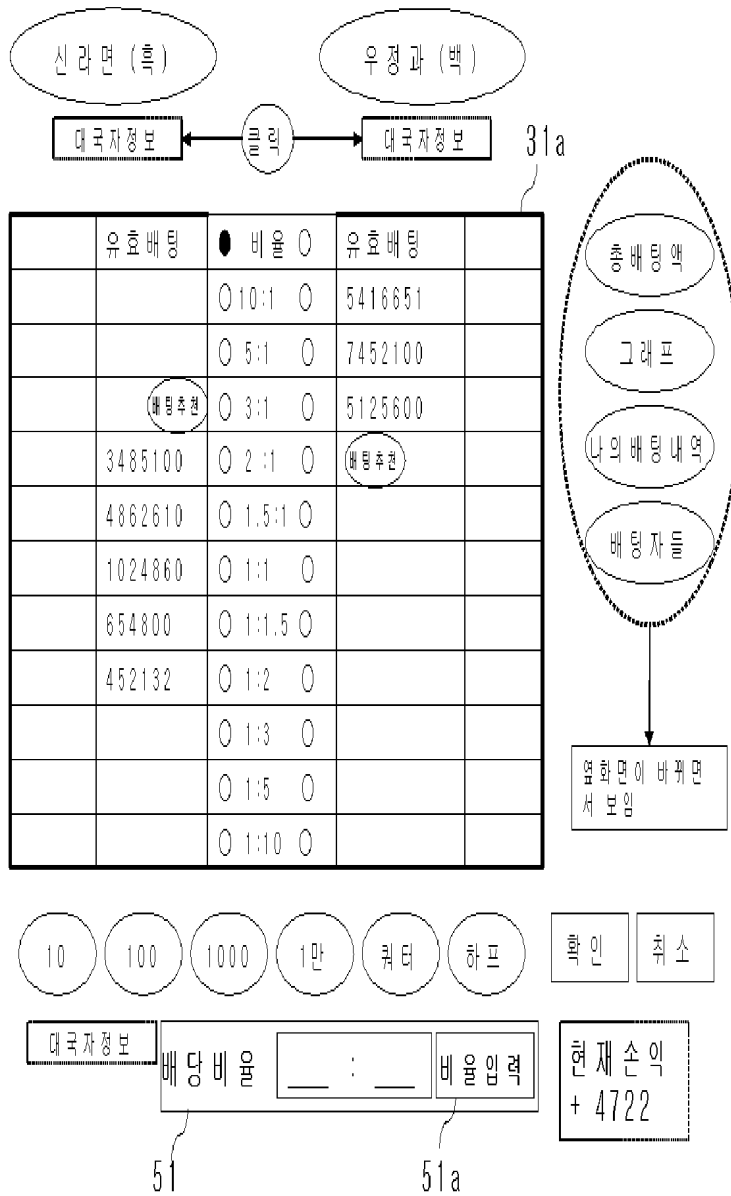 신라면 (흑) 우정과 (백)
대국자정보 클릭 대국자정보
31a
유효배팅 ● 비율 ○ 유효배팅
○ 10:1 ○ 5416651
○ 5:1 ○ 7452100
배팅추천 ○ 3:1 ○ 5125600
3485100 ○ 2:1 ○ 배팅추천
4862610 ○ 1.5:1 ○
1024860 ○ 1:1 ○
654800 ○ 1:1.5 ○
452132 ○ 1:2 ○
○ 1:3 ○
○ 1:5 ○
○ 1:10 ○
총배팅액
그래프
나의배팅내역
배팅자들
옆화면이 바뀌면
서 보임
10 100 1000 1만 쿼터 하프 확인 취소
대국자정보
배당비율 __ : __ 비율입력
현재손익
+ 4722
51 51a